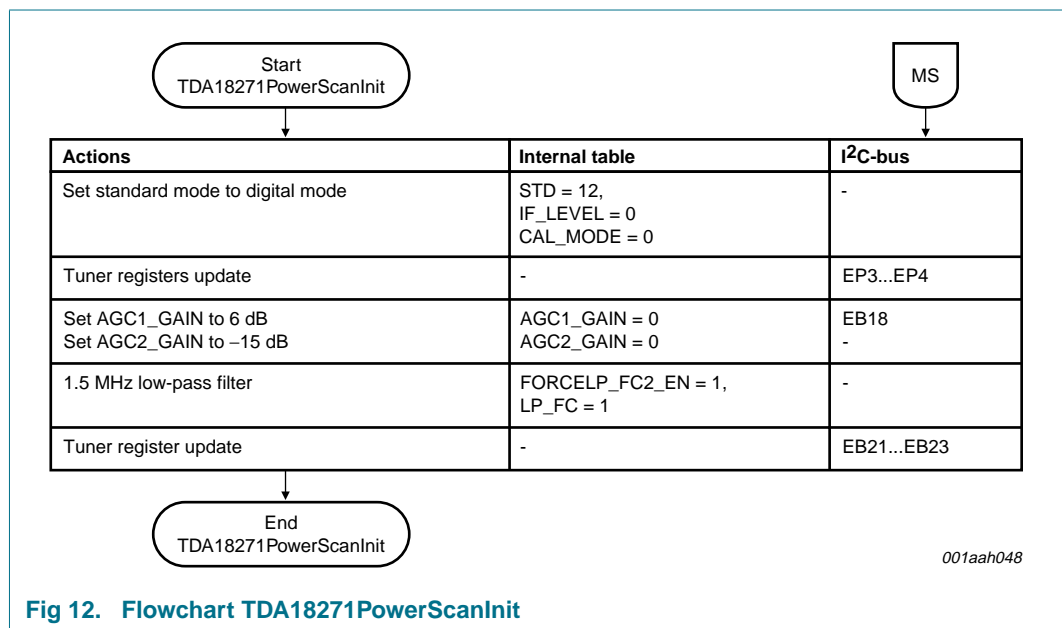 Start
TDA18271PowerScanInit
MS
Actions
Internal table
I2C-bus
Set standard mode to digital mode
STD = 12,
IF_LEVEL = 0
CAL_MODE = 0
-
Tuner registers update
-
EP3...EP4
Set AGC1_GAIN to 6 dB
Set AGC2_GAIN to −15 dB
AGC1_GAIN = 0
AGC2_GAIN = 0
EB18
-
1.5 MHz low-pass filter
FORCELP_FC2_EN = 1,
LP_FC = 1
-
Tuner register update
-
EB21...EB23
End
TDA18271PowerScanInit
001aah048
Fig 12. Flowchart TDA18271PowerScanInit